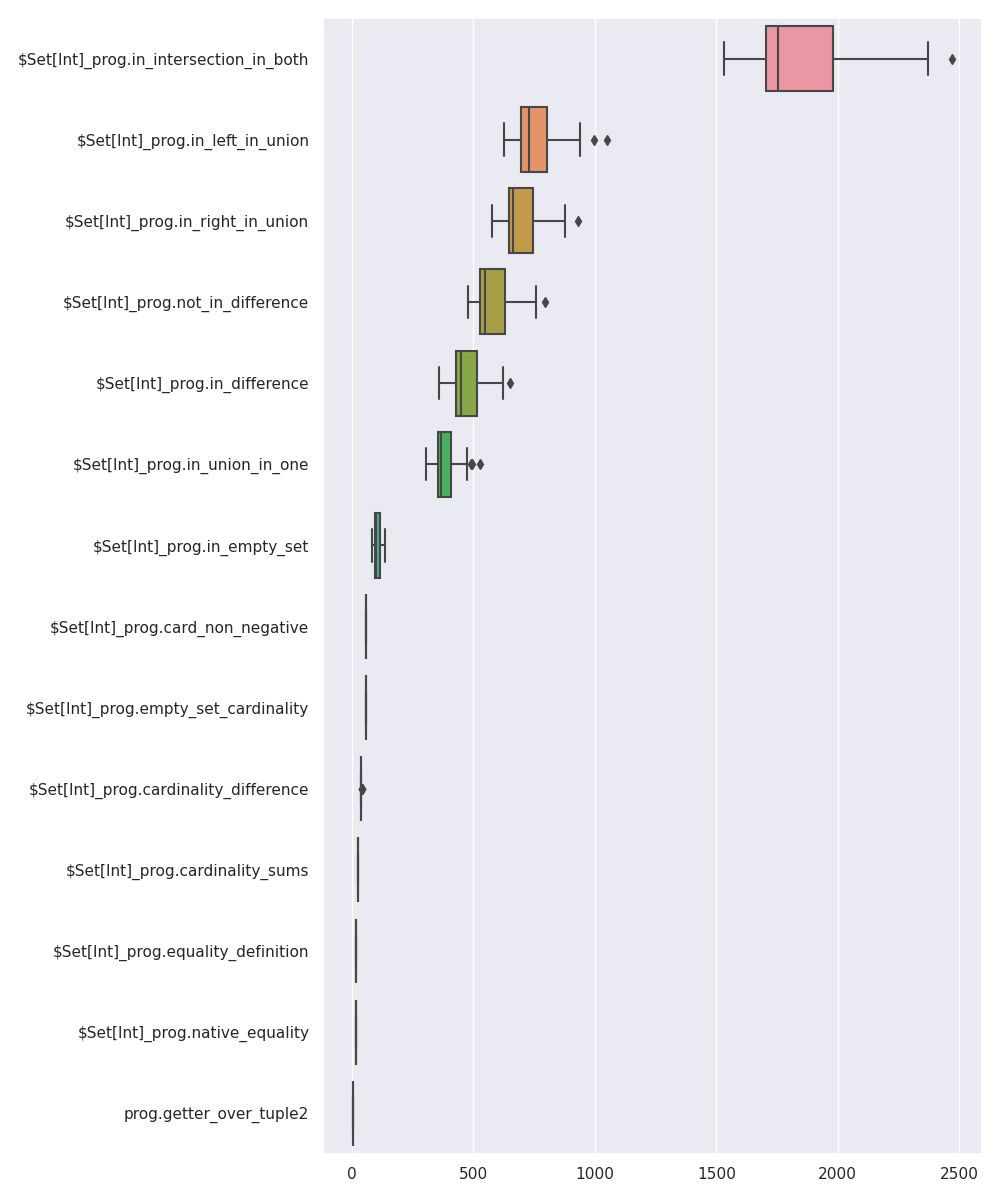 $Set[Int]_prog.in_intersection_in_both
$Set[Int]_prog.in_left_in_union
$Set[Int]_prog.in_right_in_union
$Set[Int]_prog.not_in_difference
$Set[Int]_prog.in_difference
$Set[Int]_prog.in_union_in_one
$Set[Int]_prog.in_empty_set
$Set[Int]_prog.card_non_negative
$Set[Int]_prog.empty_set_cardinality
$Set[Int]_prog.cardinality_difference
$Set[Int]_prog.cardinality_sums
$Set[Int]_prog.equality_definition
$Set[Int]_prog.native_equality
prog.getter_over_tuple2
0 500 1000 1500 2000 2500